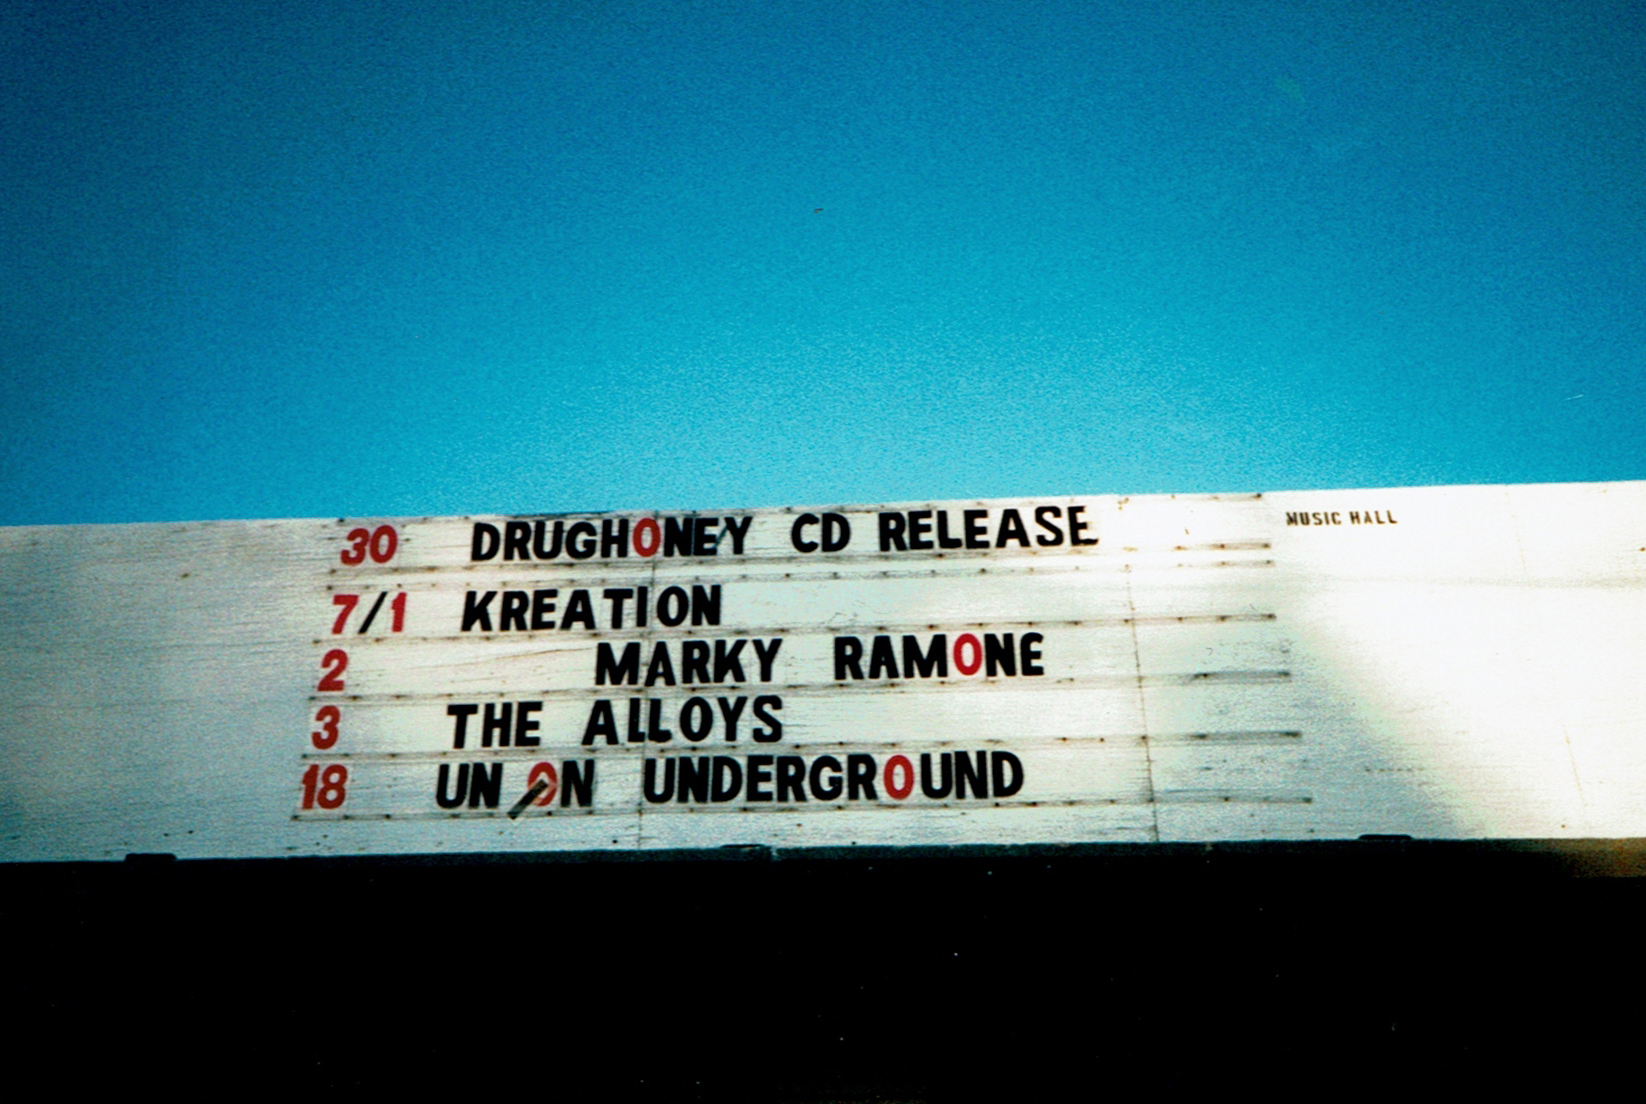 30 DRUGHONEY CD RELEASE
MUSIC HALL
7/1 KREATION
2 MARKY RAMONE
3 THE ALLOYS
18 UNION UNDERGROUND